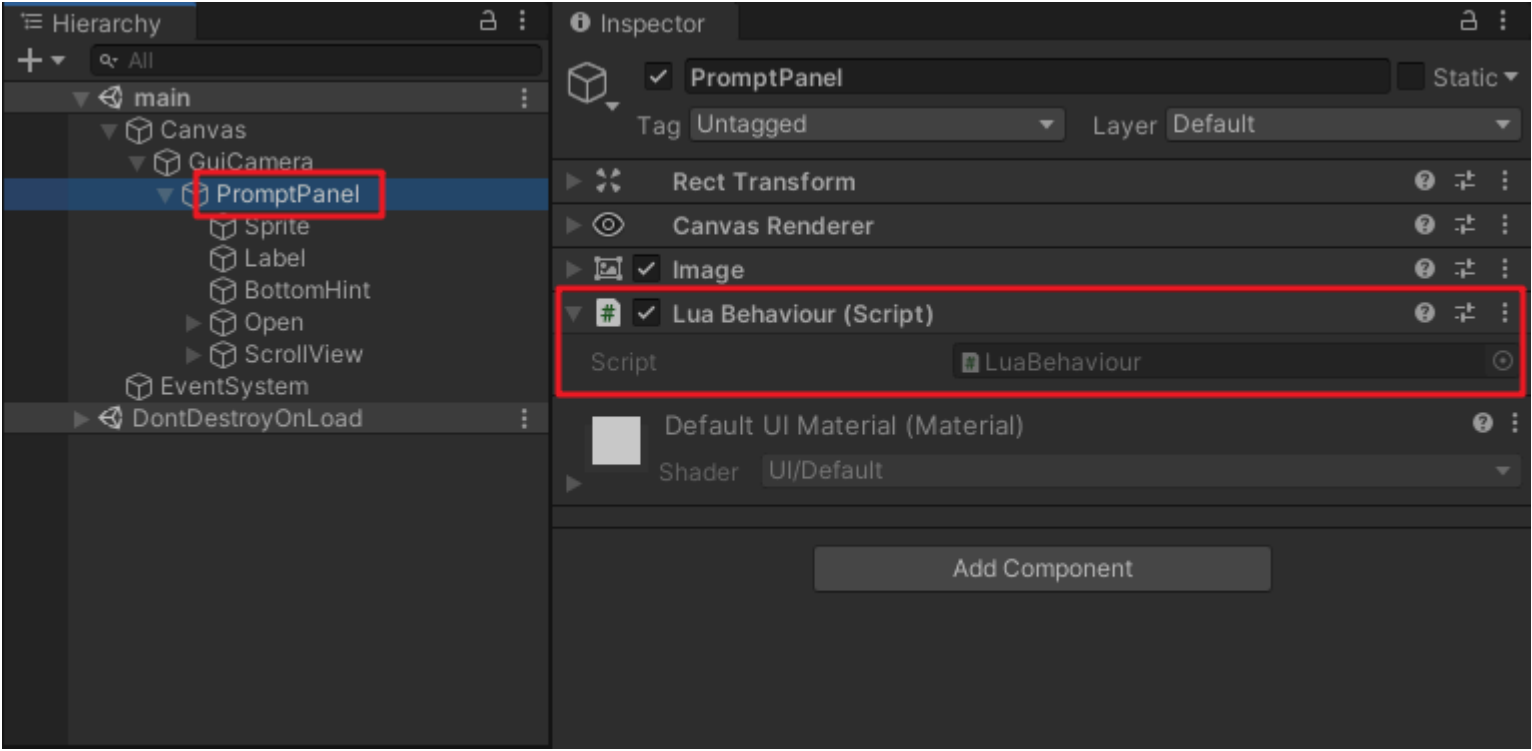 Hierarchy
All
main
Canvas
GuiCamera
PromptPanel
Sprite
Label
BottomHint
Open
ScrollView
EventSystem
DontDestroyOnLoad
Inspector
PromptPanel
Static
Tag Untagged Layer Default
Rect Transform
Canvas Renderer
Image
# Lua Behaviour (Script)
Script # LuaBehaviour
Default UI Material (Material)
Shader UI/Default
Add Component